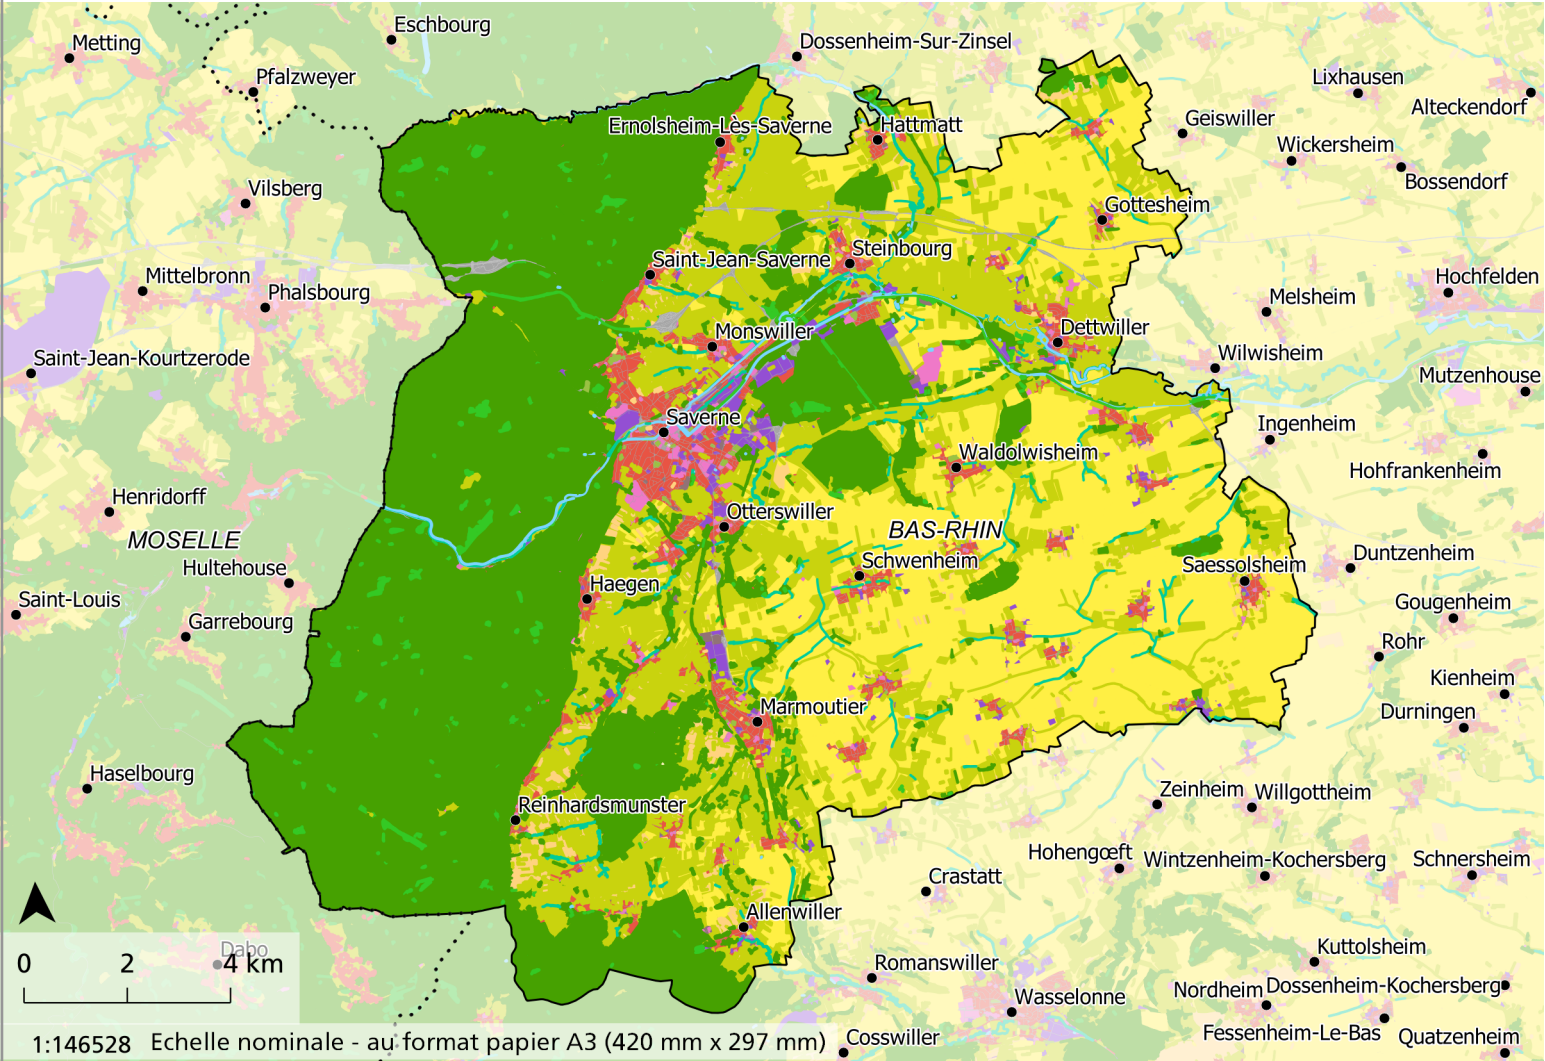 Eschbourg
Metting
Dossenheim-Sur-Zinsel
Pfalzweyer
Lixhausen
Alteckendorf
Geiswiller
Ernolsheim-Lès-Saverne
Hattmatt
Wickersheim
Bossendorf
Vilsberg
Gottesheim
Steinbourg
Saint-Jean-Saverne
Mittelbronn
Hochfelden
Phalsbourg
Melsheim
Monswiller
Dettwiller
Saint-Jean-Kourtzerode
Wilwisheim
Mutzenhouse
Saverne
Ingenheim
Waldolwisheim
Hohfrankenheim
Henridorff
Otterswiller
BAS-RHIN
MOSELLE
Duntzenheim
Schwenheim
Saessolsheim
Hultehouse
Haegen
Saint-Louis
Gougenheim
Garrebourg
Rohr
Kienheim
Marmoutier
Durningen
Haselbourg
Zeinheim
Willgottheim
Reinhardsmunster
Hohengœft
Wintzenheim-Kochersberg
Schnersheim
Crastatt
Allenwiller
Dabo
Kuttolsheim
0 2 4 km
Romanswiller
Nordheim
Dossenheim-Kochersberg
Wasselonne
Fessenheim-Le-Bas
Quatzenheim
Cosswiller
1:146528 Echelle nominale - au format papier A3 (420 mm x 297 mm)